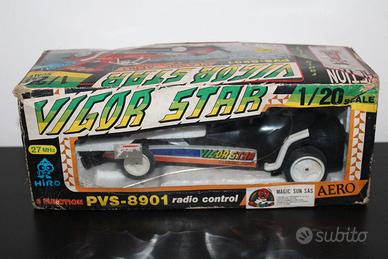 VIGOR STAR
VIGOR STAR
1/20 SCALE
27 MHz
HiRO
VIGOR STAR
FUNCTION
PVS-8901 radio control
MAGIC SUN SAS
AERO
subito